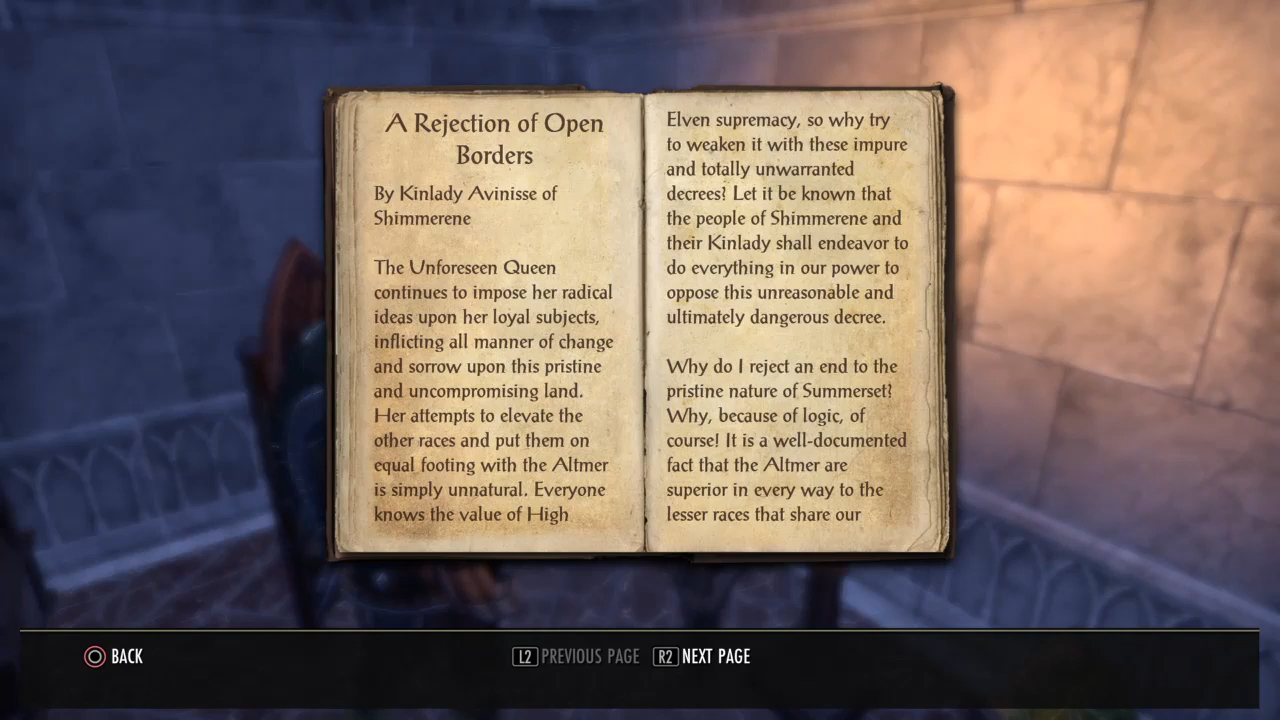 A Rejection of Open
Borders
By Kinlady Avinisse of
Shimmerene
The Unforeseen Queen
continues to impose her radical
ideas upon her loyal subjects,
inflicting all manner of change
and sorrow upon this pristine
and uncompromising land.
Her attempts to elevate the
other races and put them on
equal footing with the Altmer
is simply unnatural. Everyone
knows the value of High
Elven supremacy, so why try
to weaken it with these impure
and totally unwarranted
decrees? Let it be known that
the people of Shimmerene and
their Kinlady shall endeavor to
do everything in our power to
oppose this unreasonable and
ultimately dangerous decree.
Why do I reject an end to the
pristine nature of Summerset?
Why, because of logic, of
course! It is a well-documented
fact that the Altmer are
superior in every way to the
lesser races that share our
BACK
L2 PREVIOUS PAGE R2 NEXT PAGE